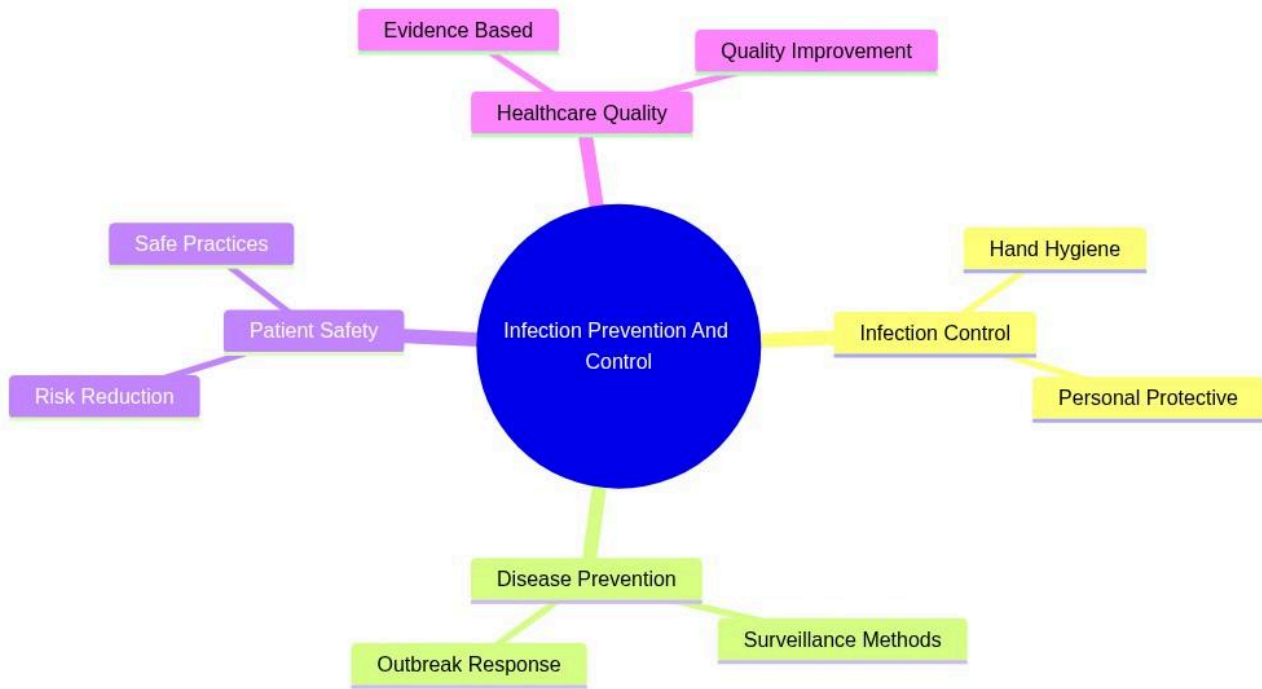 Evidence Based
Quality Improvement
Healthcare Quality
Safe Practices
Hand Hygiene
Patient Safety
Infection Prevention And
Control
Infection Control
Risk Reduction
Personal Protective
Disease Prevention
Surveillance Methods
Outbreak Response